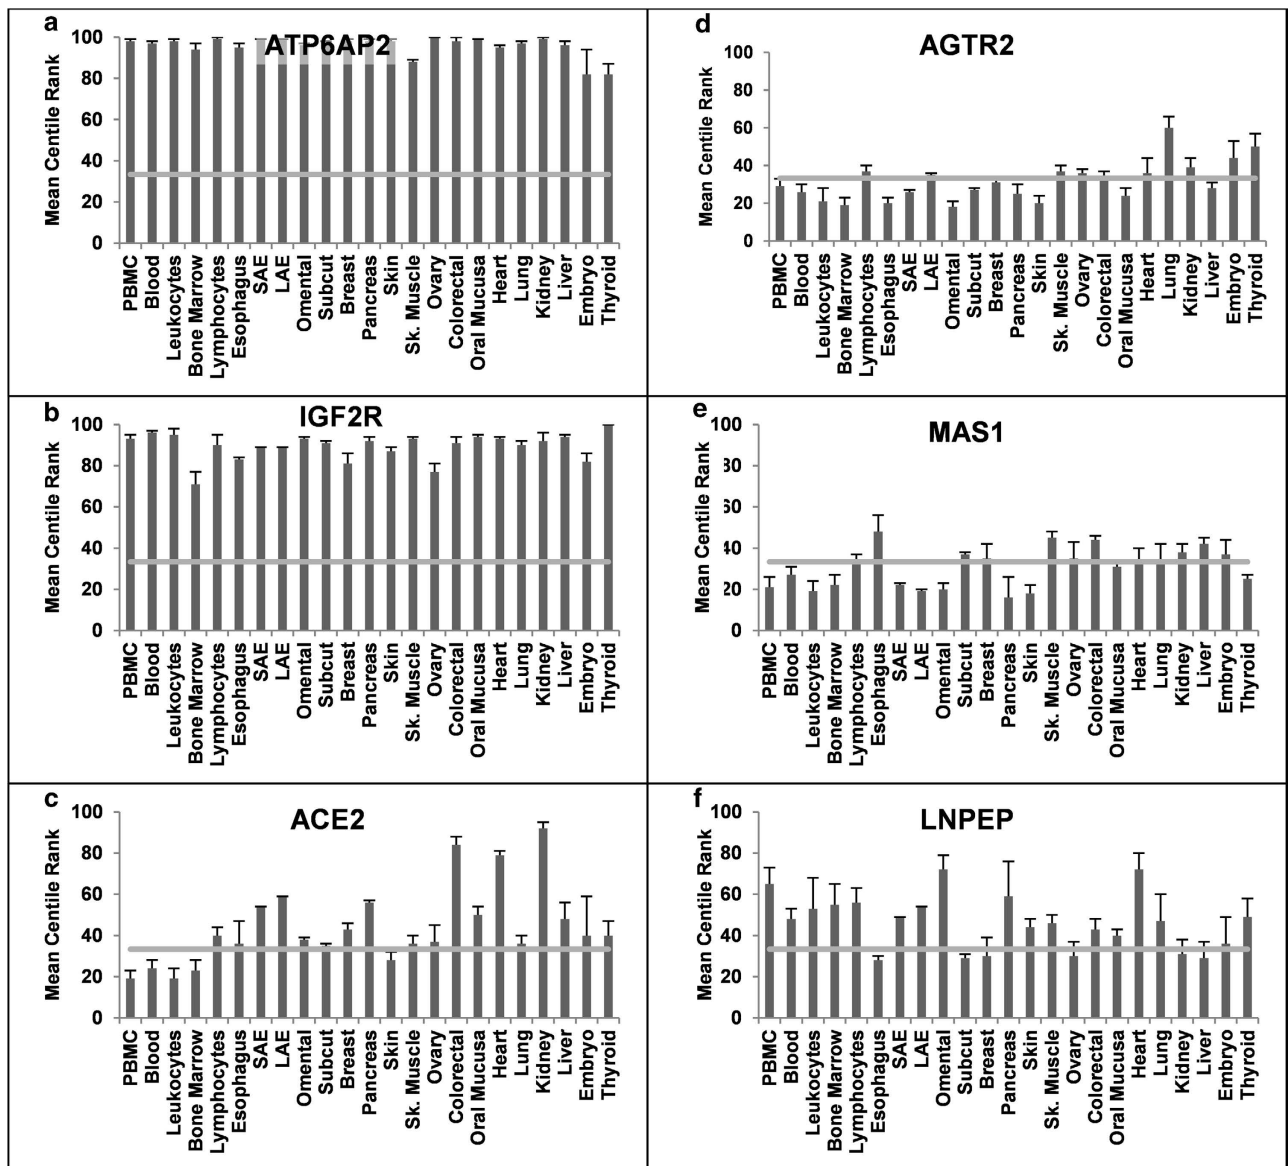 a
ATP6AP2
Mean Centile Rank
100
80
60
40
20
0
PBMC
Blood
Leukocytes
Bone Marrow
Lymphocytes
Esophagus
SAE
LAE
Omental
Subcut
Breast
Pancreas
Skin
Sk. Muscle
Ovary
Colorectal
Oral Mucusa
Heart
Lung
Kidney
Liver
Embryo
Thyroid
b
IGF2R
Mean Centile Rank
100
80
60
40
20
0
PBMC
Blood
Leukocytes
Bone Marrow
Lymphocytes
Esophagus
SAE
LAE
Omental
Subcut
Breast
Pancreas
Skin
Sk. Muscle
Ovary
Colorectal
Oral Mucusa
Heart
Lung
Kidney
Liver
Embryo
Thyroid
c
ACE2
Mean Centile Rank
100
80
60
40
20
0
PBMC
Blood
Leukocytes
Bone Marrow
Lymphocytes
Esophagus
SAE
LAE
Omental
Subcut
Breast
Pancreas
Skin
Sk. Muscle
Ovary
Colorectal
Oral Mucusa
Heart
Lung
Kidney
Liver
Embryo
Thyroid
d
AGTR2
Mean Centile Rank
100
80
60
40
20
0
PBMC
Blood
Leukocytes
Bone Marrow
Lymphocytes
Esophagus
SAE
LAE
Omental
Subcut
Breast
Pancreas
Skin
Sk. Muscle
Ovary
Colorectal
Oral Mucusa
Heart
Lung
Kidney
Liver
Embryo
Thyroid
e
MAS1
Mean Centile Rank
100
80
60
40
20
0
PBMC
Blood
Leukocytes
Bone Marrow
Lymphocytes
Esophagus
SAE
LAE
Omental
Subcut
Breast
Pancreas
Skin
Sk. Muscle
Ovary
Colorectal
Oral Mucusa
Heart
Lung
Kidney
Liver
Embryo
Thyroid
f
LNPEP
Mean Centile Rank
100
80
60
40
20
0
PBMC
Blood
Leukocytes
Bone Marrow
Lymphocytes
Esophagus
SAE
LAE
Omental
Subcut
Breast
Pancreas
Skin
Sk. Muscle
Ovary
Colorectal
Oral Mucusa
Heart
Lung
Kidney
Liver
Embryo
Thyroid